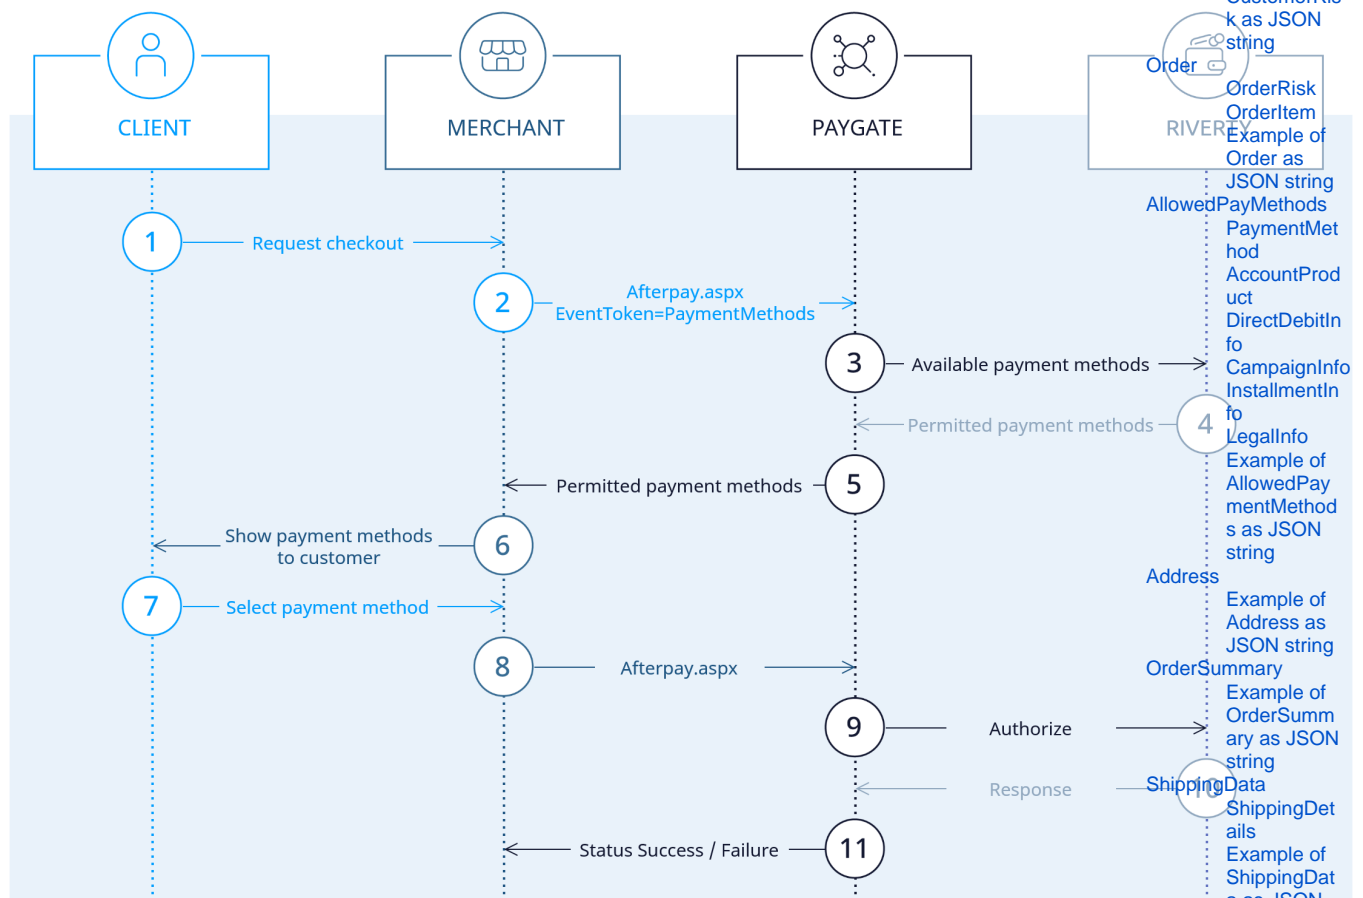 CLIENT
MERCHANT
PAYGATE
RIVERTY
1
Request checkout
2
Afterpay.aspx
EventToken=PaymentMethods
3
Available payment methods
4
Permitted payment methods
5
Permitted payment methods
6
Show payment methods
to customer
7
Select payment method
8
Afterpay.aspx
9
Authorize
10
Response
11
Status Success / Failure
CustomerRis
k as JSON
string
Order
OrderRisk
OrderItem
Example of
Order as
JSON string
AllowedPayMethods
PaymentMet
hod
AccountProd
uct
DirectDebitIn
fo
CampaignInfo
InstallmentIn
fo
LegalInfo
Example of
AllowedPay
mentMethod
s as JSON
string
Address
Example of
Address as
JSON string
OrderSummary
Example of
OrderSumm
ary as JSON
string
ShippingData
ShippingDet
ails
Example of
ShippingDat
a as JSON